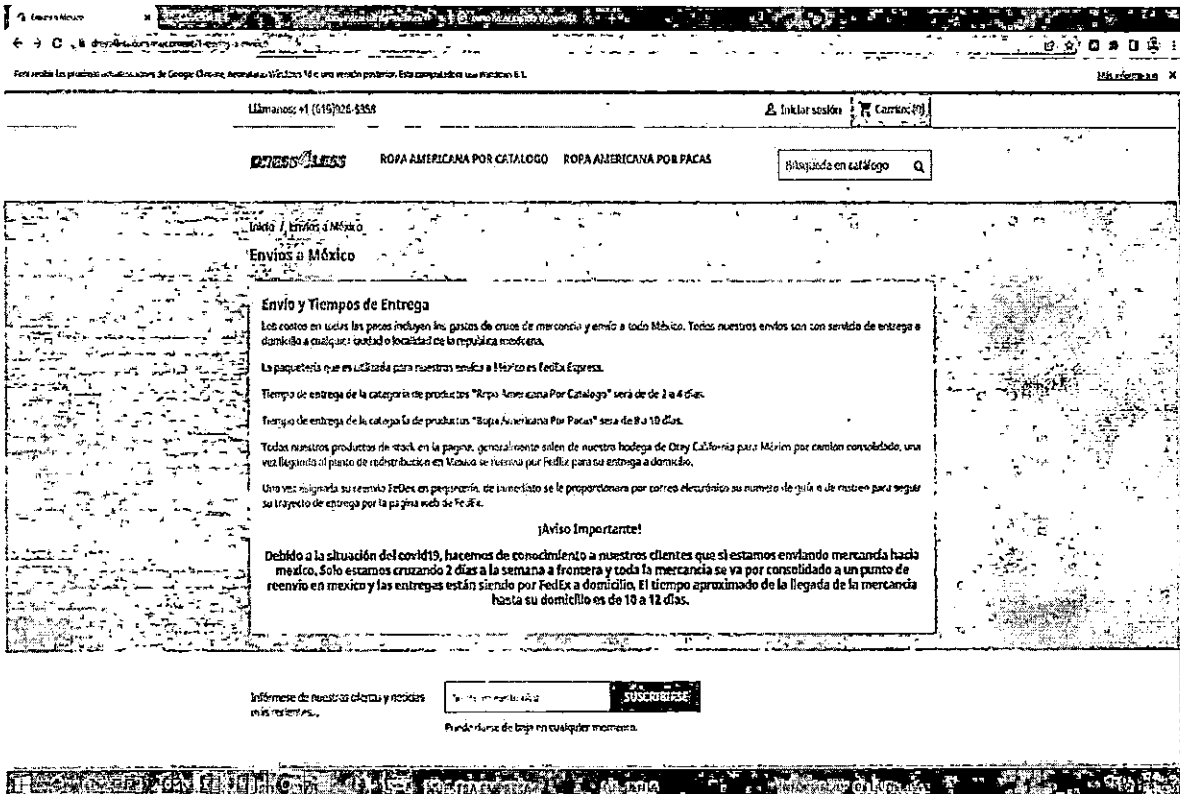 Llámanos: +1 (619)926-5358
Iniciar sesión
Carrito: (0)
DRESS4LESS
ROPA AMERICANA POR CATALOGO ROPA AMERICANA POR PACAS
Búsqueda en catálogo
Inicio / Envíos a México
Envíos a México
Envío y Tiempos de Entrega
Los costos en todas las pacas incluyen los gastos de cruce de mercancía y envío a todo México. Todos nuestros envíos son con servicio de entrega a
domicilio a cualquier ciudad o localidad de la republica mexicana.
La paquetería que es utilizada para nuestros envíos a México es FedEx Express.
Tiempo de entrega de la categoría de productos "Ropa Americana Por Catalogo" será de de 2 a 4 días.
Tiempo de entrega de la categoría de productos "Ropa Americana Por Pacas" sera de 8 a 10 días.
Todos nuestros productos de stock en la pagina, generalmente salen de nuestra bodega de Otay California para México por camion consolidado, una
vez llegando al punto de redistribution en Mexico se reenvia por FedEx para su entrega a domicilio.
Una vez asignada su reenvio FeDex en paquetería, de inmediato se le proporcionara por correo electrónico su numero de guía o de rastreo para seguir
su trayecto de entrega por la pagina web de FedEx.
¡Aviso Importante!
Debido a la situación del covid19, hacemos de conocimiento a nuestros clientes que si estamos enviando mercancía hacia
mexico, Solo estamos cruzando 2 días a la semana a frontera y toda la mercancia se va por consolidado a un punto de
reenvio en mexico y las entregas están siendo por FedEx a domicilio, El tiempo aproximado de la llegada de la mercancía
hasta su domicilio es de 10 a 12 días.
Infórmese de nuestras ofertas y noticias
más recientes...
SUSCRIBIRSE
Puede darse de baja en cualquier momento.